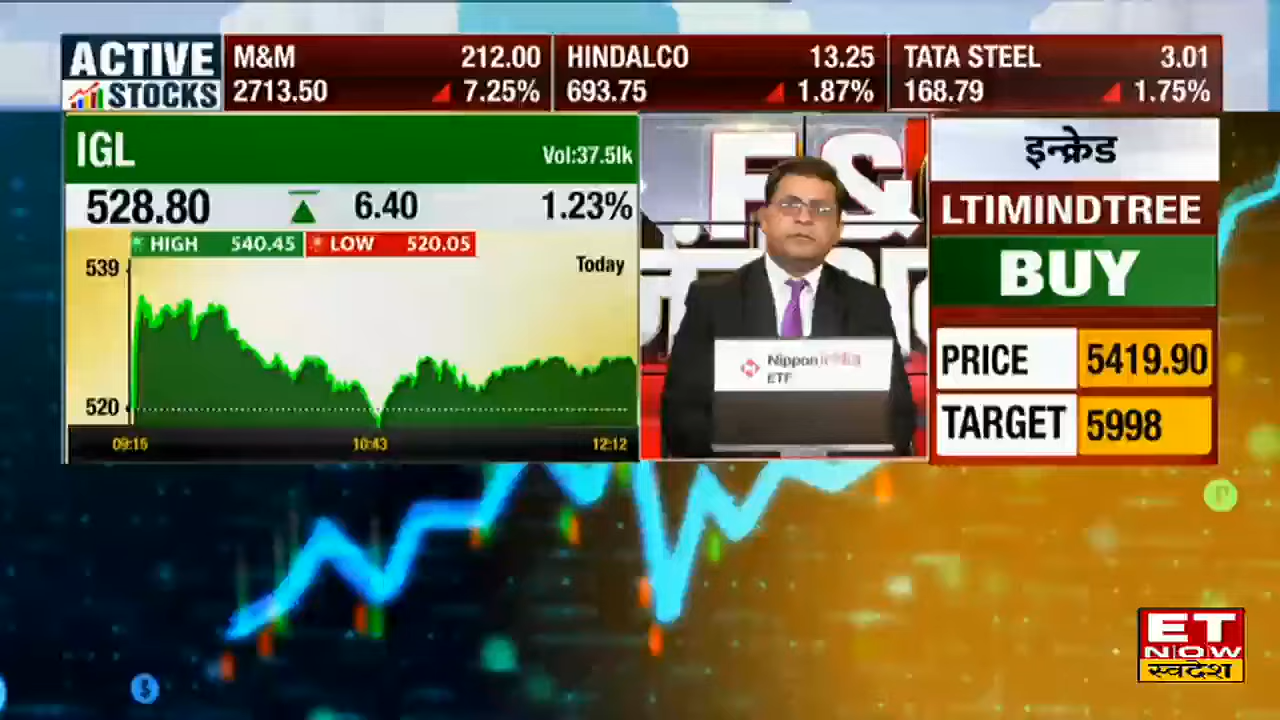 ACTIVE
STOCKS
M&M 212.00
2713.50 7.25%
HINDALCO 13.25
693.75 1.87%
TATA STEEL 3.01
168.79 1.75%
IGL Vol:37.5lk
528.80 6.40 1.23%
HIGH 540.45 LOW 520.05
Today
539
520
09:15 10:43 12:12
F&
Nippon India
ETF
इन्क्रेड
LTIMINDTREE
BUY
PRICE 5419.90
TARGET 5998
ET
NOW
स्वदेश